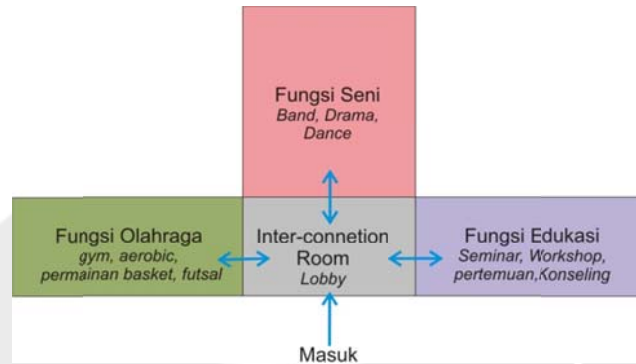 Fungsi Seni
Band, Drama,
Dance
Fungsi Olahraga
gym, aerobic,
permainan basket, futsal
Inter-connetion
Room
Lobby
Fungsi Edukasi
Seminar, Workshop,
pertemuan,Konseling
Masuk